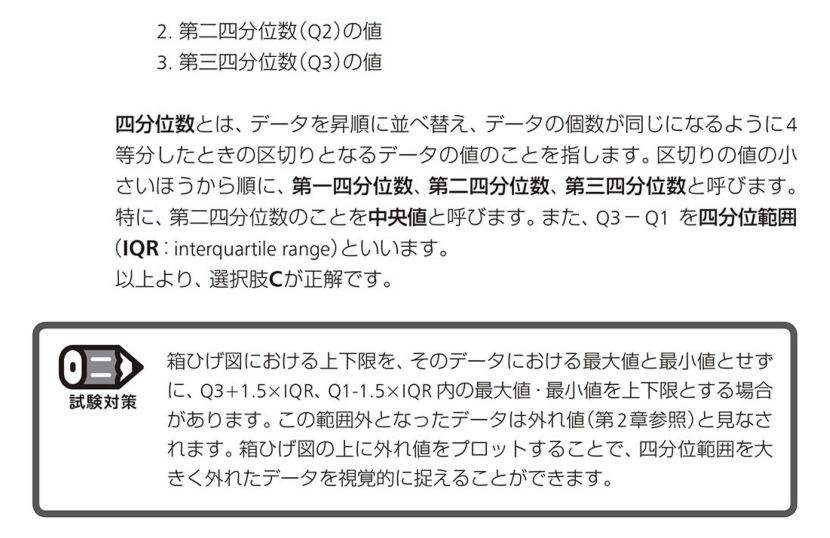 2. 第二四分位数(Q2)の値
3. 第三四分位数(Q3)の値
四分位数とは、データを昇順に並べ替え、データの個数が同じになるように4
等分したときの区切りとなるデータの値のことを指します。区切りの値の小
さいほうから順に、第一四分位数、第二四分位数、第三四分位数と呼びます。
特に、第二四分位数のことを中央値と呼びます。また、Q3－Q1 を四分位範囲
(IQR：interquartile range)といいます。
以上より、選択肢Cが正解です。
箱ひげ図における上下限を、そのデータにおける最大値と最小値とせず
に、Q3+1.5×IQR、Q1-1.5×IQR内の最大値・最小値を上下限とする場合
があります。この範囲外となったデータは外れ値(第2章参照)と見なさ
れます。箱ひげ図の上に外れ値をプロットすることで、四分位範囲を大
きく外れたデータを視覚的に捉えることができます。
試験対策